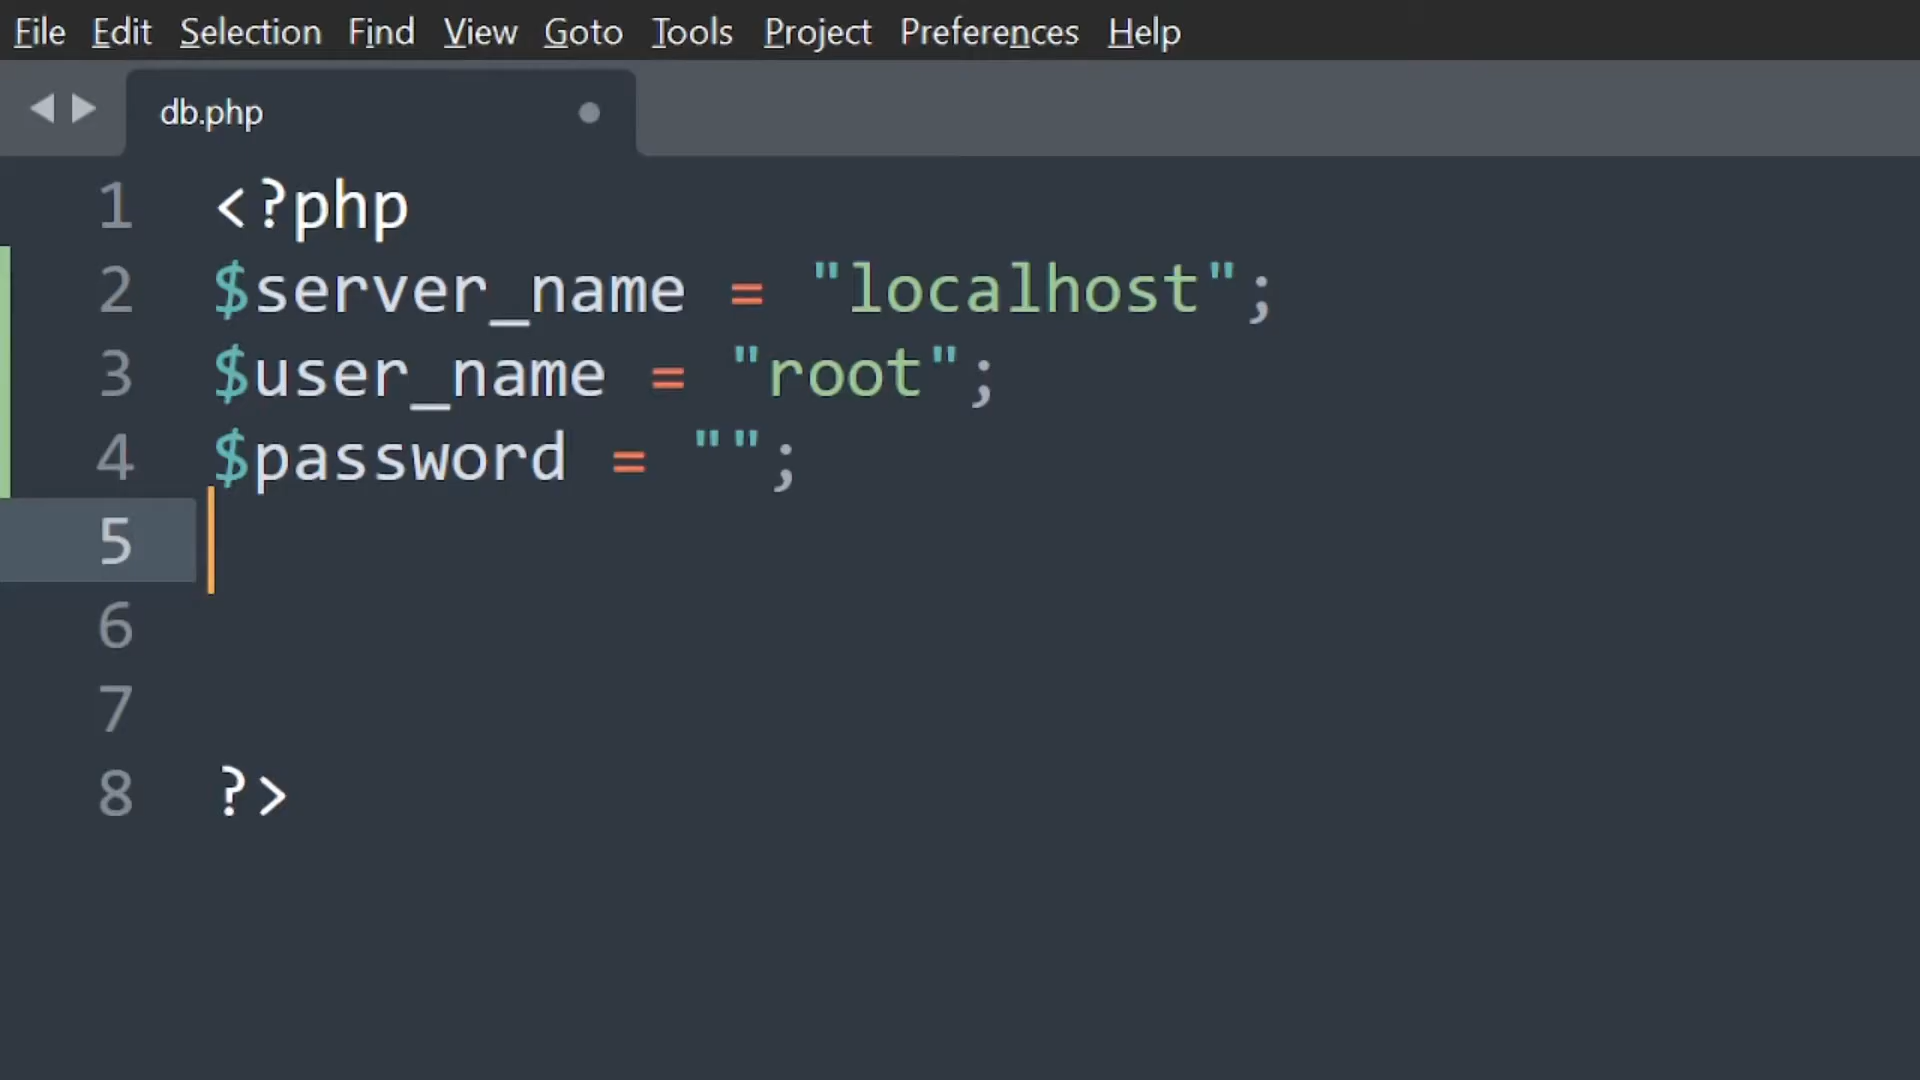 File Edit Selection Find View Goto Tools Project Preferences Help
db.php
1 <?php
2 $server_name = "localhost";
3 $user_name = "root";
4 $password = "";
5
6
7
8 ?>